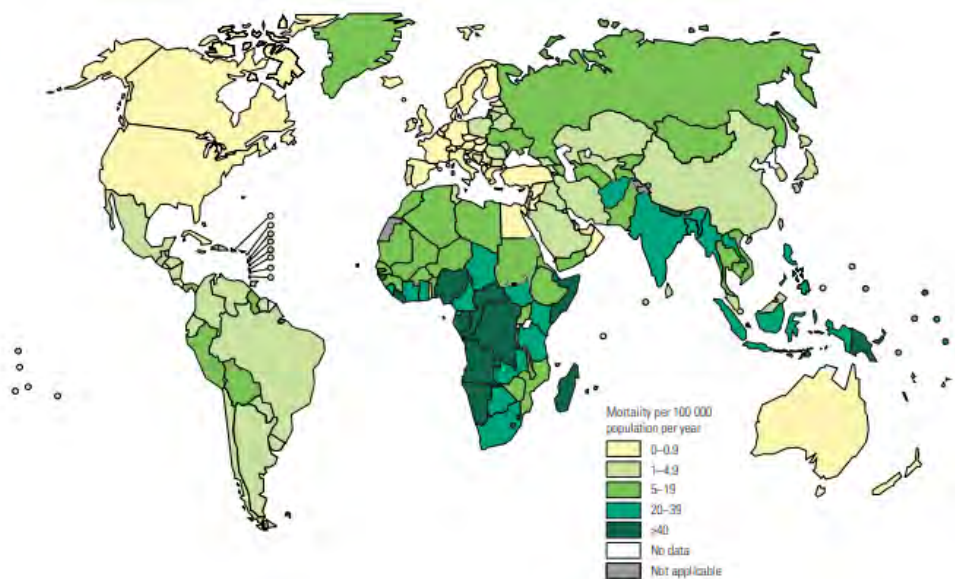 Mortality per 100 000
population per year
0–0.9
1–4.9
5–19
20–39
≥40
No data
Not applicable